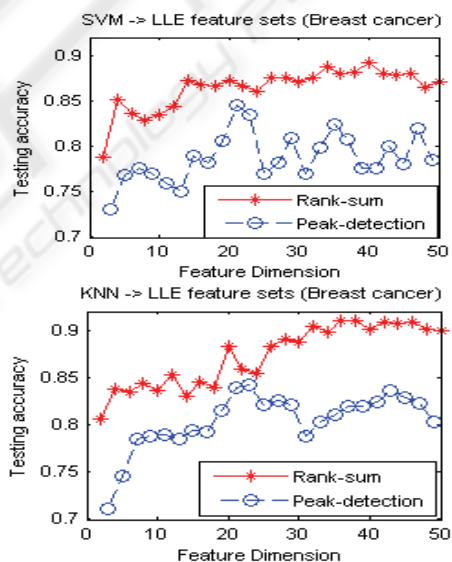 SVM -> LLE feature sets (Breast cancer)
0.9
0.85
0.8
0.75
0.7
Testing accuracy
0 10 20 30 40 50
Feature Dimension
Rank-sum
Peak-detection
KNN -> LLE feature sets (Breast cancer)
0.9
0.85
0.8
0.75
0.7
Testing accuracy
0 10 20 30 40 50
Feature Dimension
Rank-sum
Peak-detection
echnology Pu